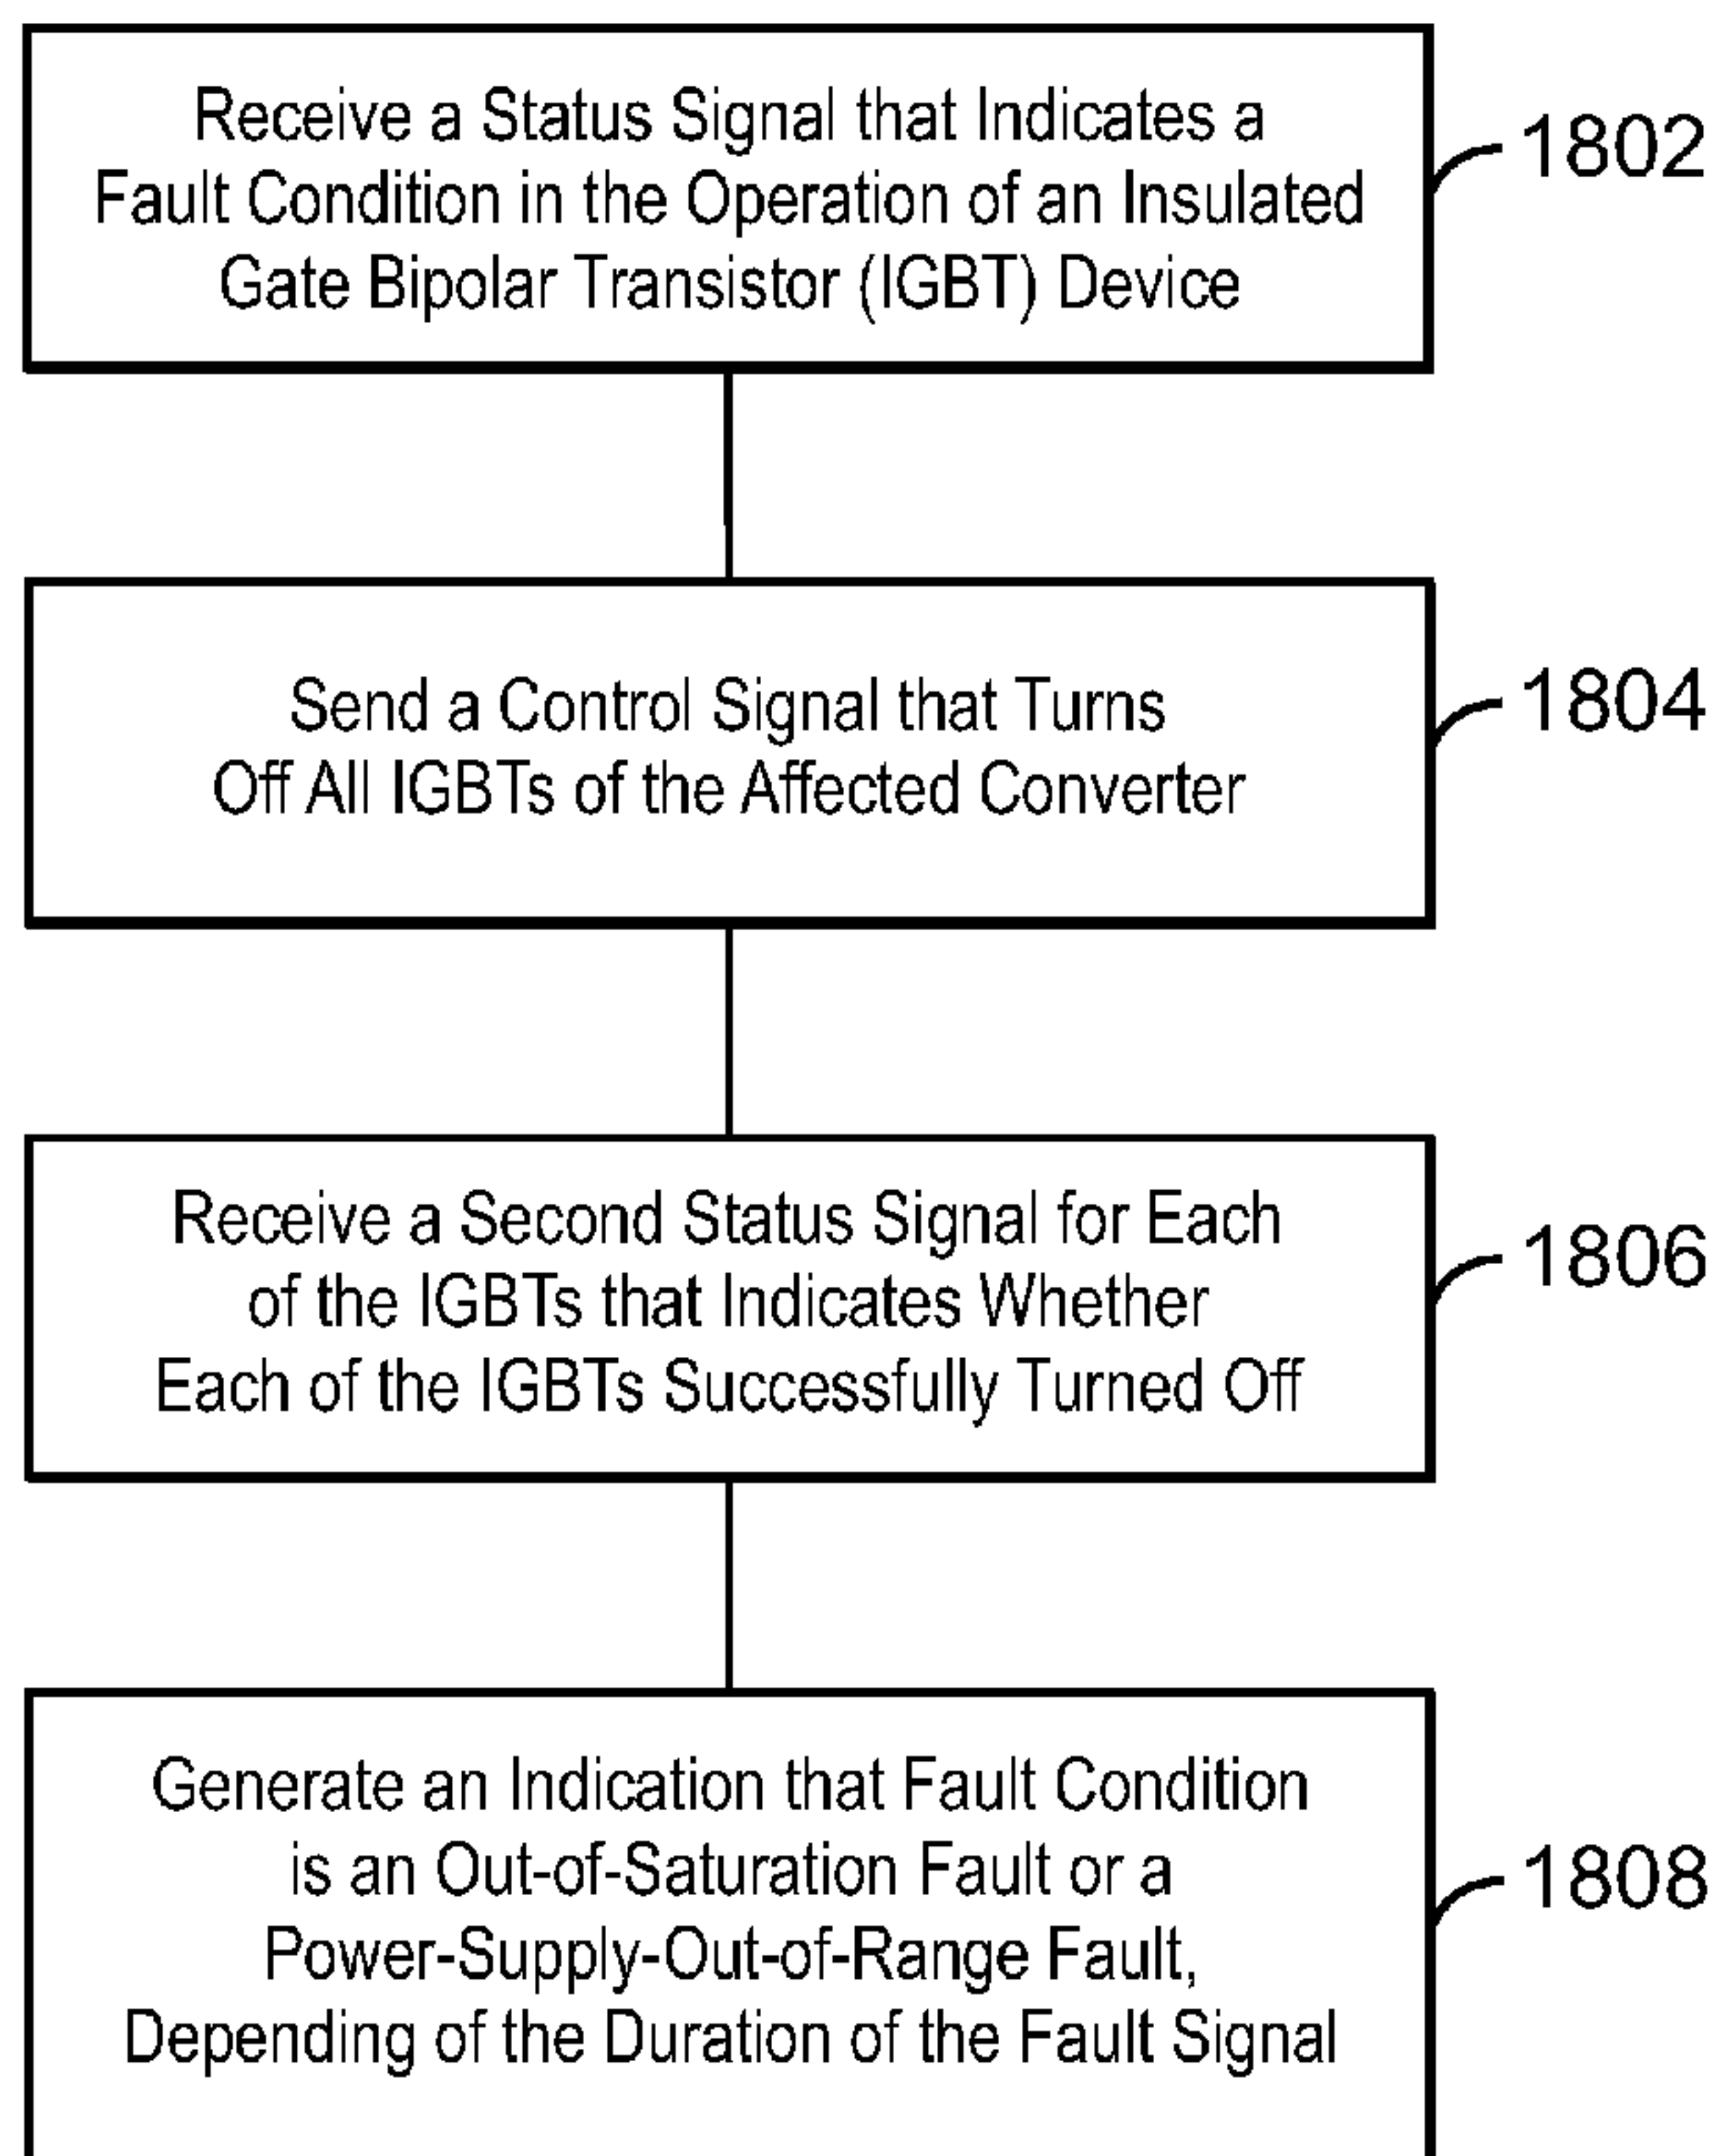 Receive a Status Signal that Indicates a
Fault Condition in the Operation of an Insulated
Gate Bipolar Transistor (IGBT) Device
1802
Send a Control Signal that Turns
Off All IGBTs of the Affected Converter
1804
Receive a Second Status Signal for Each
of the IGBTs that Indicates Whether
Each of the IGBTs Successfully Turned Off
1806
Generate an Indication that Fault Condition
is an Out-of-Saturation Fault or a
Power-Supply-Out-of-Range Fault,
Depending of the Duration of the Fault Signal
1808